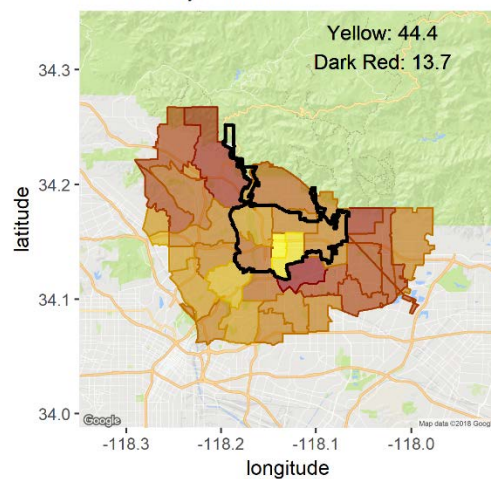 Yellow: 44.4
Dark Red: 13.7
34.3
34.2
34.1
34.0
latitude
Google
Map data ©2018 Googl
-118.3 -118.2 -118.1 -118.0
longitude